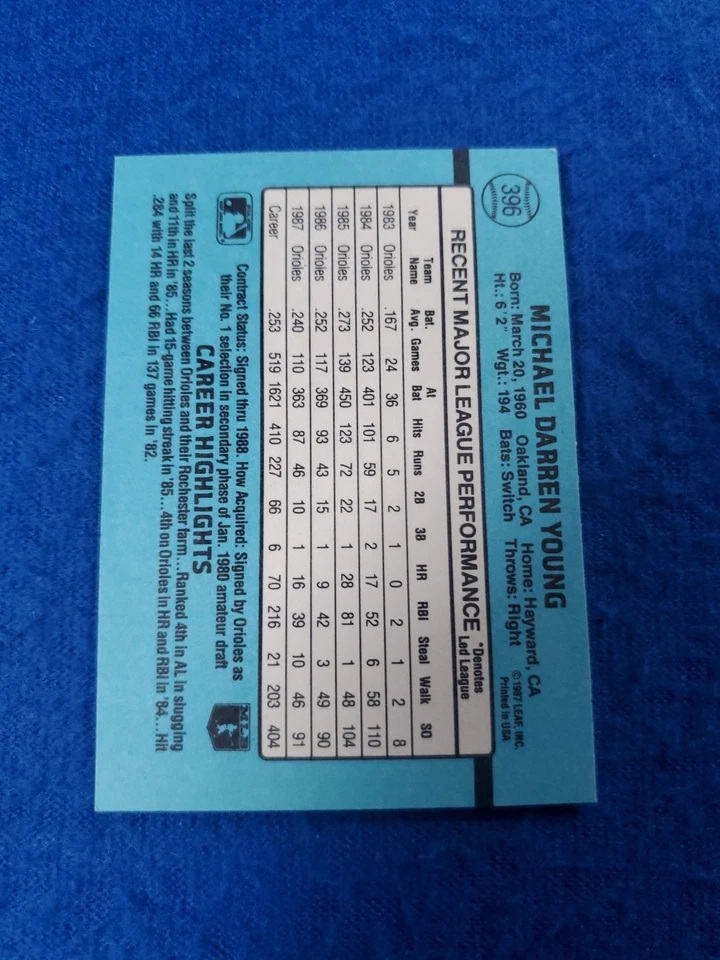 396
MICHAEL DARREN YOUNG
Born: March 20, 1960 Oakland, CA Home: Hayward, CA
Ht.: 6'2" Wgt.: 194 Bats: Switch Throws: Right
©1987 LEAF, INC.
Printed in USA
RECENT MAJOR LEAGUE PERFORMANCE *Denotes Led League
Year Team Name Bat. Avg. Games At Bat Hits Runs 2B 3B HR RBI Steal Walk SO
1983 Orioles .167 24 36 6 5 2 1 0 2 1 2 8
1984 Orioles .252 123 401 101 59 17 2 17 52 6 58 110
1985 Orioles .273 139 450 123 72 22 1 28 81 1 48 104
1986 Orioles .252 117 369 93 43 15 1 9 42 3 49 90
1987 Orioles .240 110 363 87 46 10 1 16 39 10 46 91
Career .253 519 1621 410 227 66 6 70 216 21 203 404
Contract Status: Signed thru 1988. How Acquired: Signed by Orioles as
their No. 1 selection in secondary phase of Jan. 1980 amateur draft
CAREER HIGHLIGHTS
Split the last 2 seasons between Orioles and their Rochester farm...Ranked 4th in AL in slugging
and 11th in HR in '85...Had 15-game hitting streak in '85...4th on Orioles in HR and RBI in '84...Hit
.284 with 14 HR and 66 RBI in 137 games in '82.